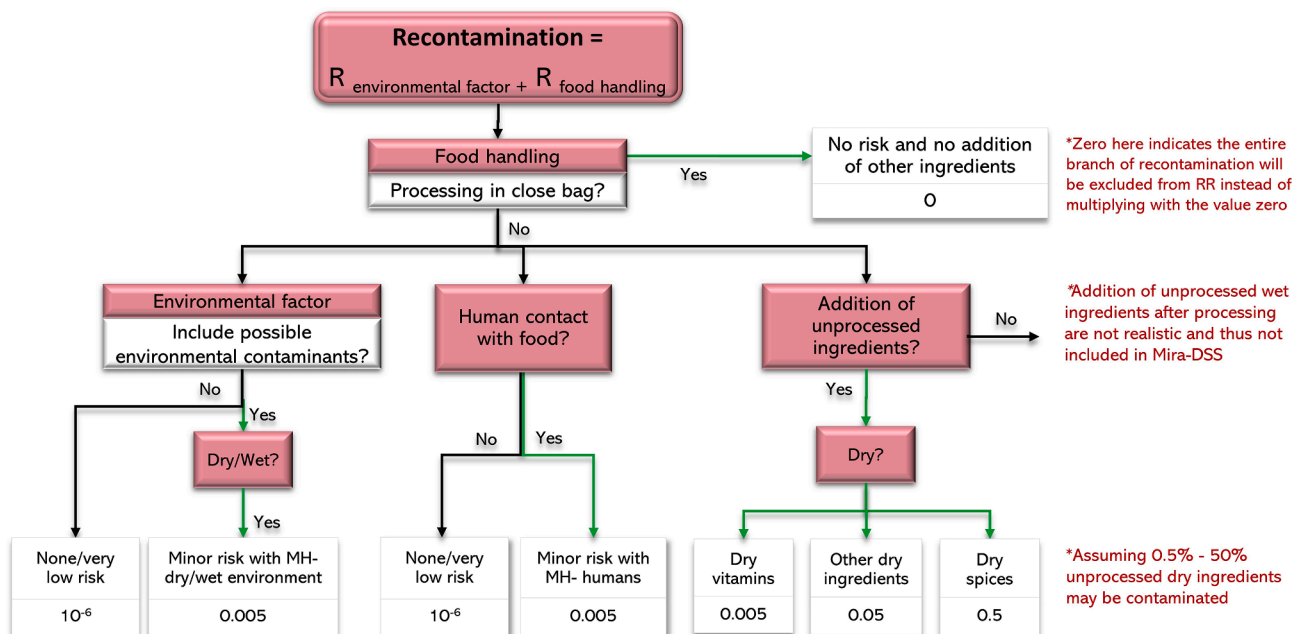 Recontamination =
R environmental factor + R food handling
Food handling
Processing in close bag?
Yes
No risk and no addition
of other ingredients
0
*Zero here indicates the entire
branch of recontamination will
be excluded from RR instead of
multiplying with the value zero
No
Environmental factor
Include possible
environmental contaminants?
Human contact
with food?
Addition of
unprocessed
ingredients?
No
*Addition of unprocessed wet
ingredients after processing
are not realistic and thus not
included in Mira-DSS
No
Yes
Dry/Wet?
Yes
No
Yes
Yes
Dry?
None/very
low risk
10⁻⁶
Minor risk with MH-
dry/wet environment
0.005
None/very
low risk
10⁻⁶
Minor risk with
MH- humans
0.005
Dry
vitamins
0.005
Other dry
ingredients
0.05
Dry
spices
0.5
*Assuming 0.5% - 50%
unprocessed dry ingredients
may be contaminated